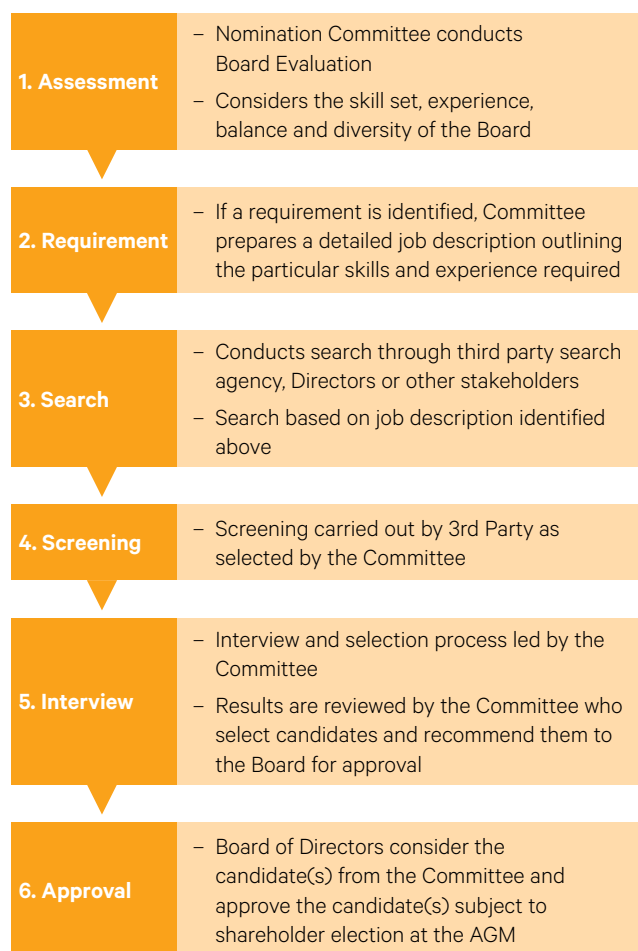 1. Assessment
– Nomination Committee conducts
Board Evaluation
– Considers the skill set, experience,
balance and diversity of the Board
2. Requirement
– If a requirement is identified, Committee
prepares a detailed job description outlining
the particular skills and experience required
3. Search
– Conducts search through third party search
agency, Directors or other stakeholders
– Search based on job description identified
above
4. Screening
– Screening carried out by 3rd Party as
selected by the Committee
5. Interview
– Interview and selection process led by the
Committee
– Results are reviewed by the Committee who
select candidates and recommend them to
the Board for approval
6. Approval
– Board of Directors consider the
candidate(s) from the Committee and
approve the candidate(s) subject to
shareholder election at the AGM